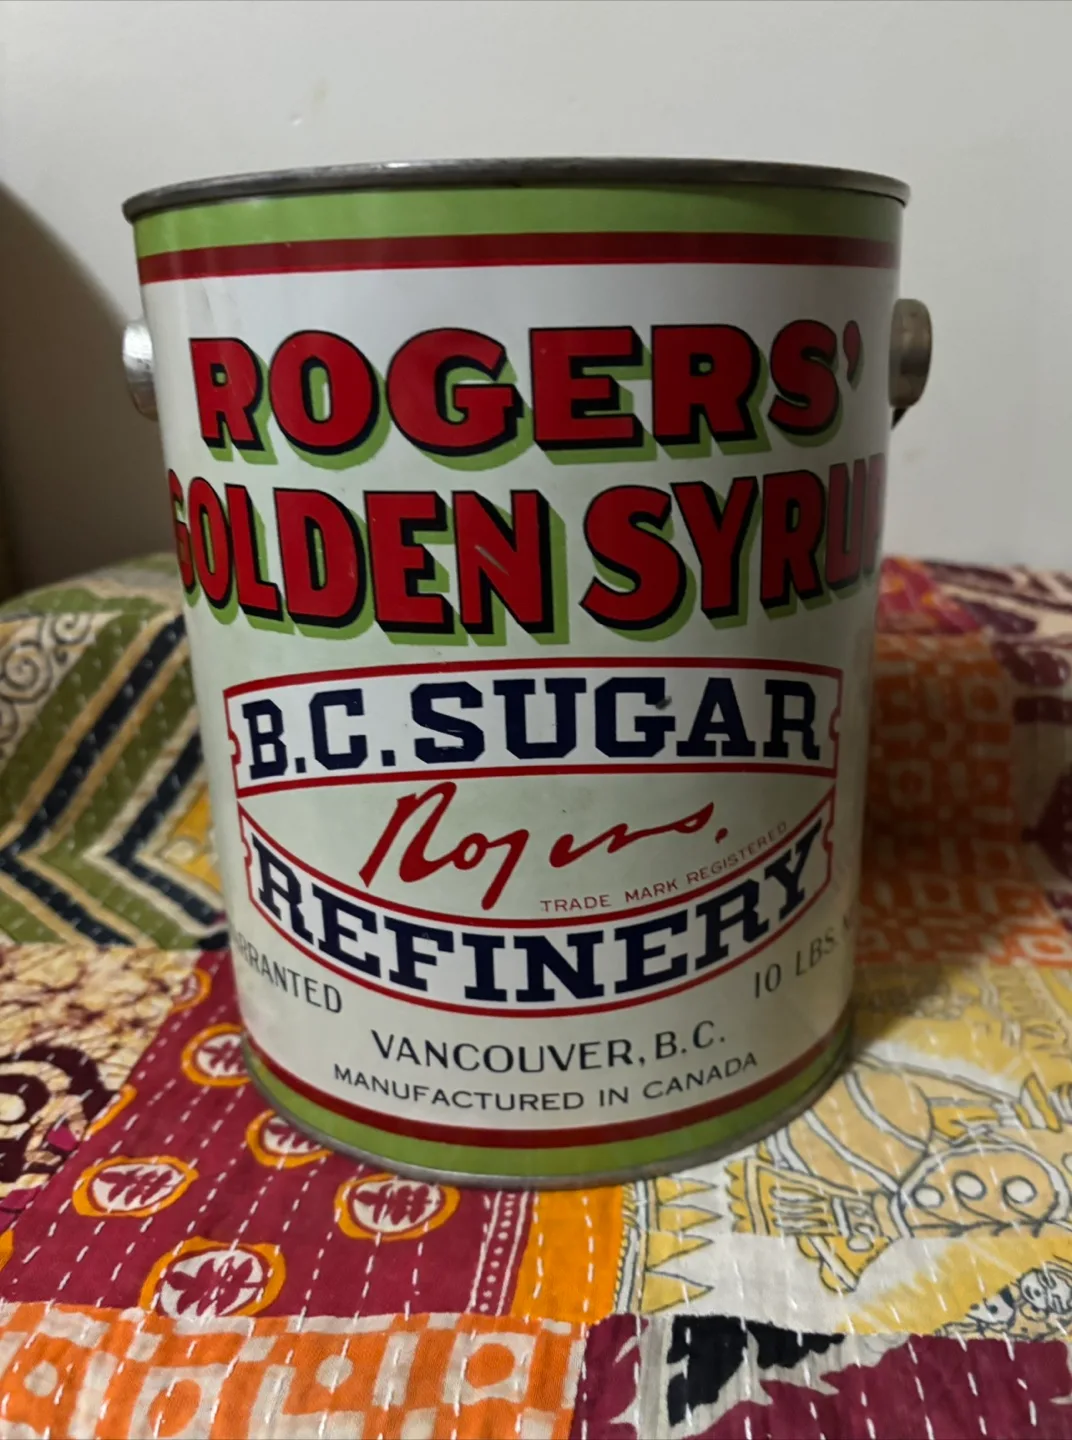 ROGERS'
GOLDEN SYRU
B.C. SUGAR
Rogers.
TRADE MARK REGISTERED
REFINERY
RRANTED
10 LBS.
VANCOUVER, B.C.
MANUFACTURED IN CANADA